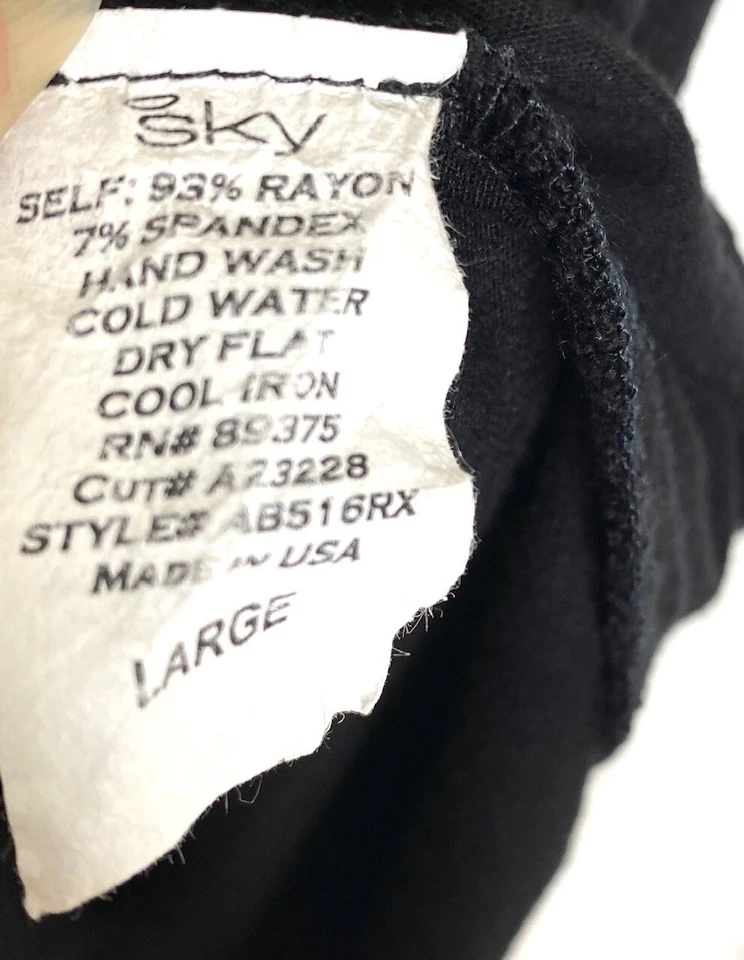 sky
SELF: 93% RAYON
7% SPANDEX
HAND WASH
COLD WATER
DRY FLAT
COOL IRON
RN# 89375
CUT# A23228
STYLE# AB516RX
MADE IN USA
LARGE